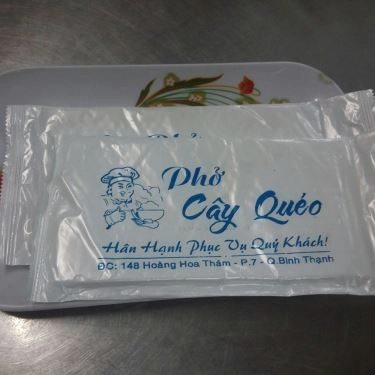 Phở
Cây Quéo
Hân Hạnh Phục Vụ Quý Khách!
ĐC: 148 Hoàng Hoa Thám - P.7 - Q.Bình Thạnh